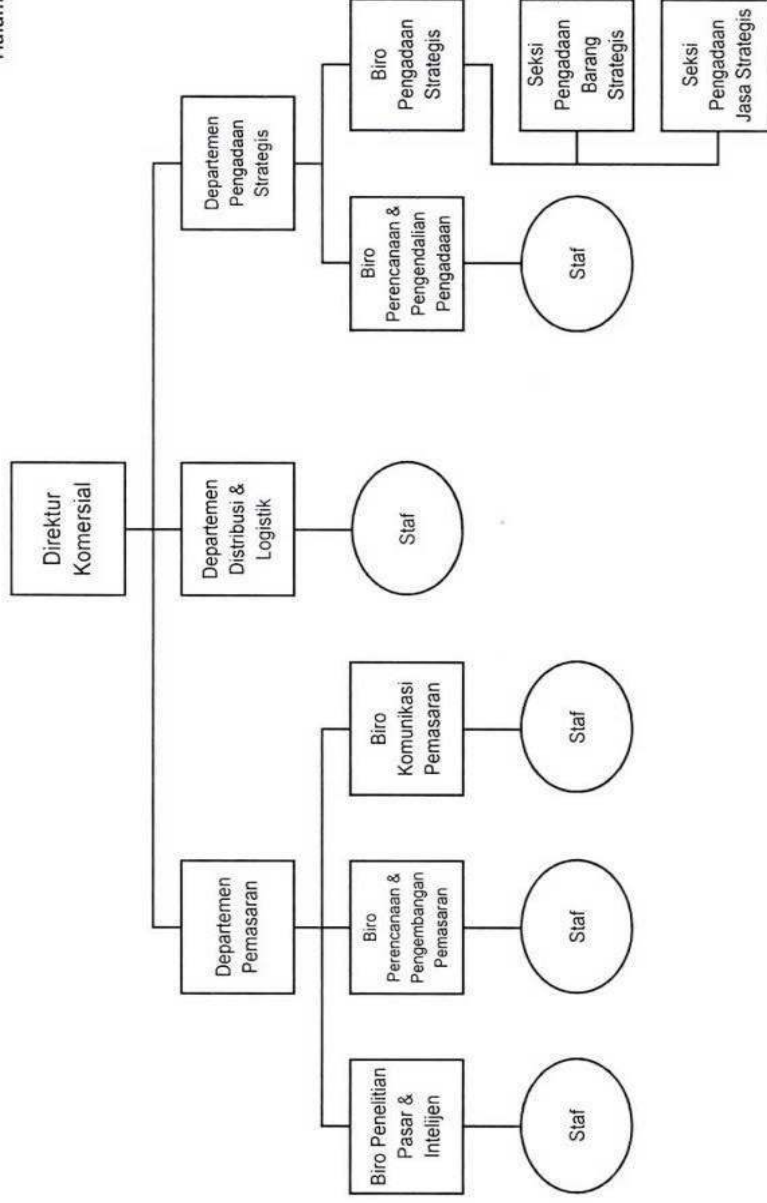 Direktur
Komersial
Departemen
Pemasaran
Departemen
Distribusi &
Logistik
Departemen
Pengadaan
Strategis
Biro Penelitian
Pasar &
Intelijen
Biro
Perencanaan &
Pengembangan
Pemasaran
Biro
Komunikasi
Pemasaran
Staf
Biro
Perencanaan &
Pengendalian
Pengadaaan
Biro
Pengadaan
Strategis
Staf
Staf
Staf
Staf
Seksi
Pengadaan
Barang
Strategis
Seksi
Pengadaan
Jasa Strategis